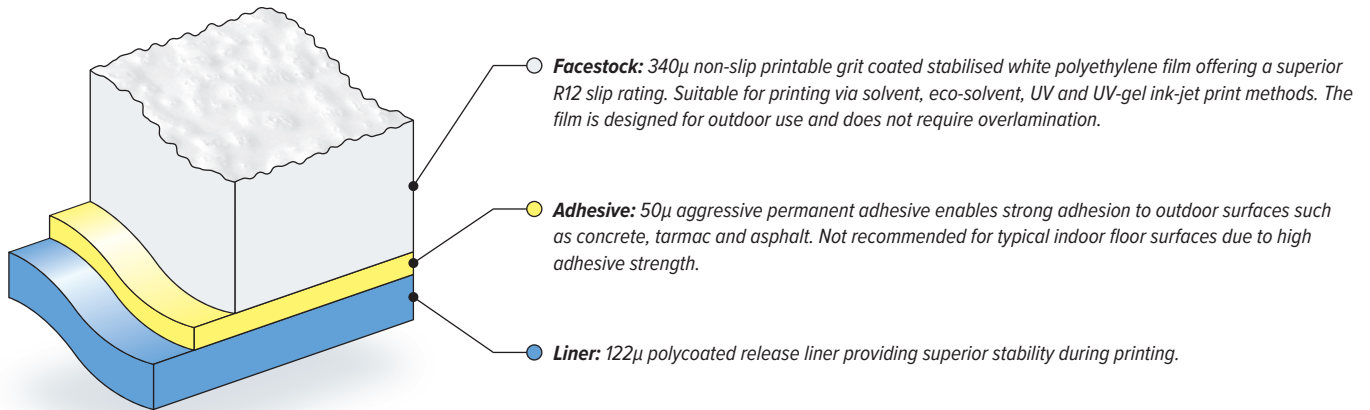 Facestock: 340µ non-slip printable grit coated stabilised white polyethylene film offering a superior
R12 slip rating. Suitable for printing via solvent, eco-solvent, UV and UV-gel ink-jet print methods. The
film is designed for outdoor use and does not require overlamination.
Adhesive: 50µ aggressive permanent adhesive enables strong adhesion to outdoor surfaces such
as concrete, tarmac and asphalt. Not recommended for typical indoor floor surfaces due to high
adhesive strength.
Liner: 122µ polycoated release liner providing superior stability during printing.